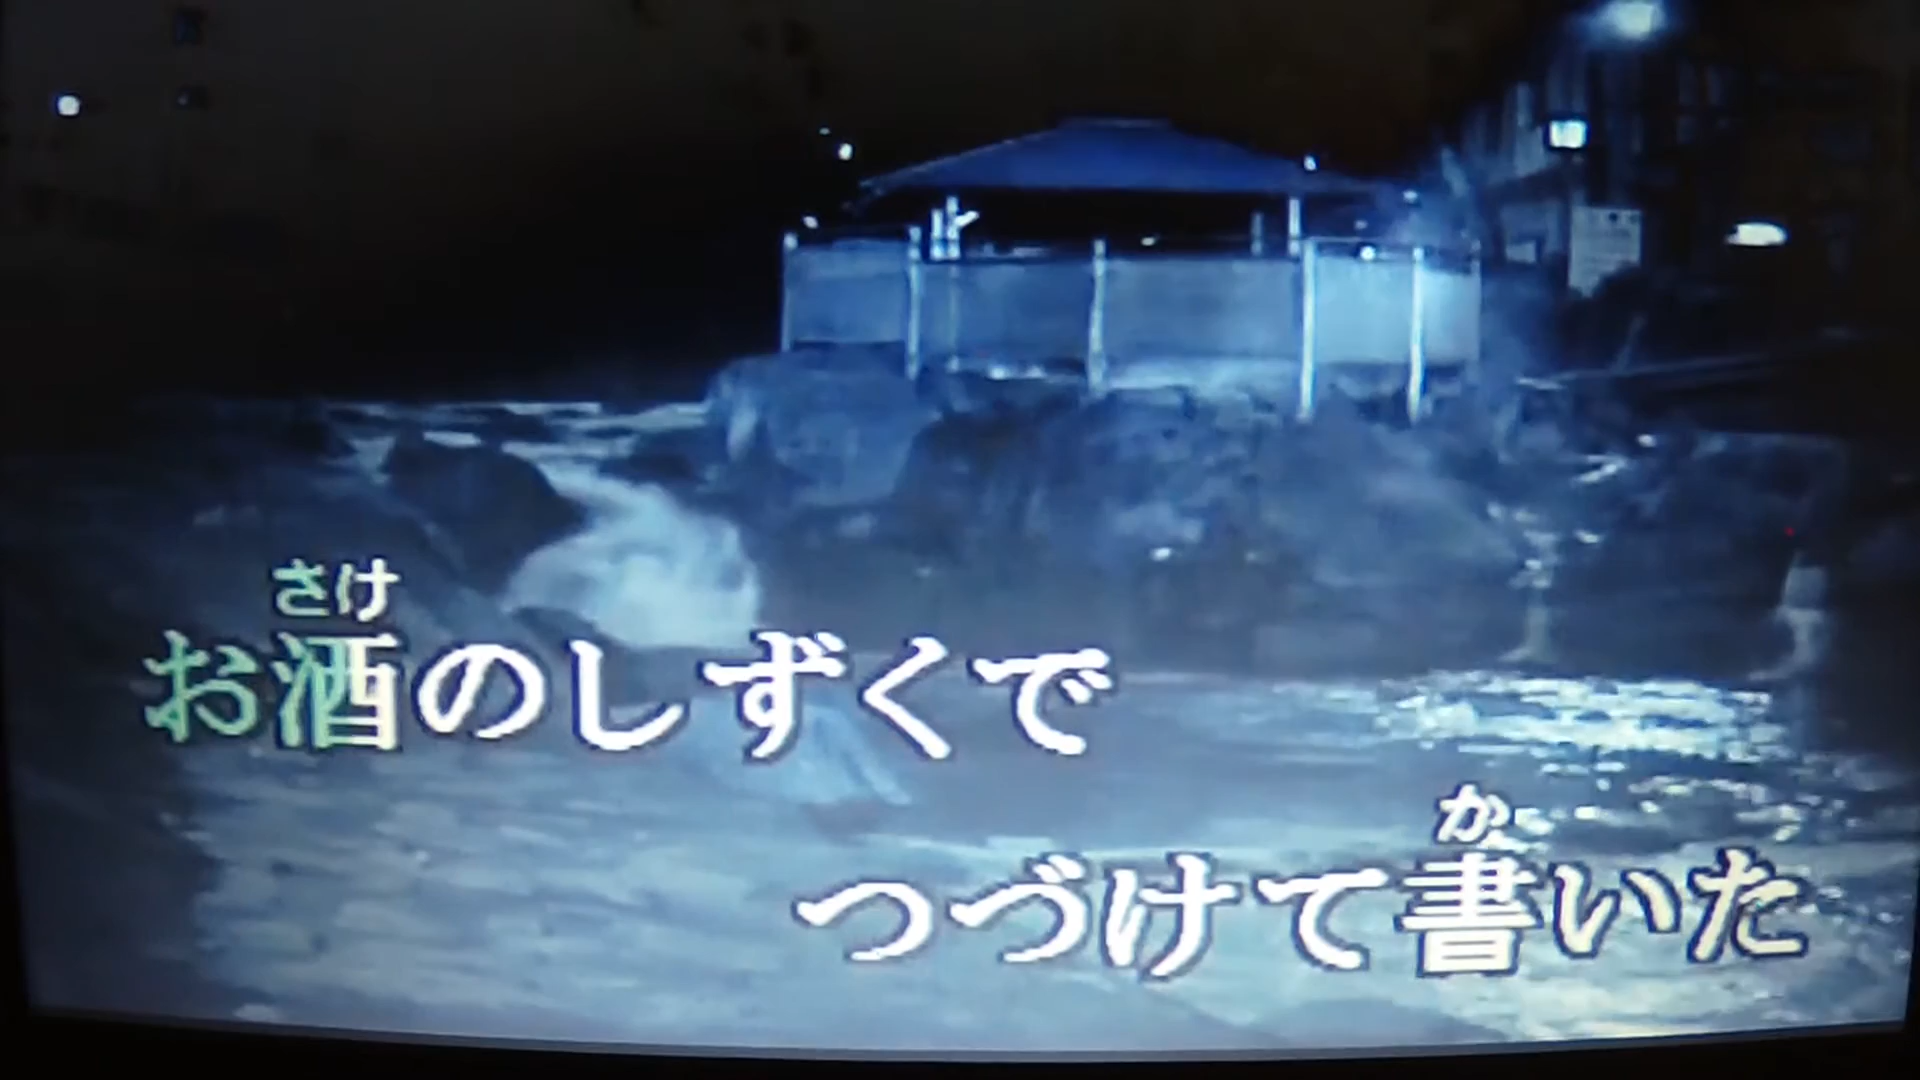 さけ
お酒のしずくで
か
つづけて書いた